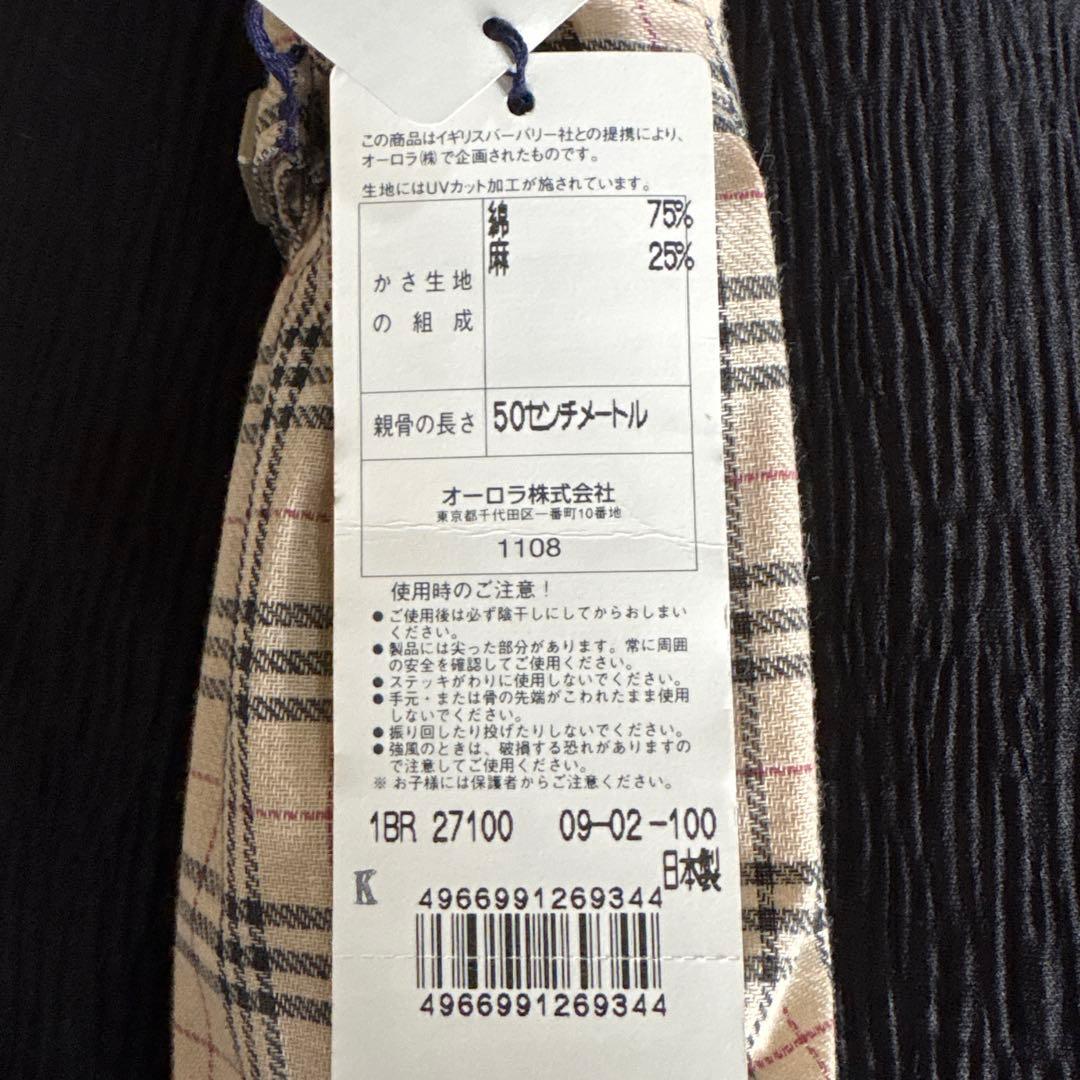 この商品はイギリスバーバリー社との提携により、
オーロラ(株)で企画されたものです。
生地にはUVカット加工が施されています。
かさ生地
の組成
綿 75%
麻 25%
親骨の長さ 50センチメートル
オーロラ株式会社
東京都千代田区一番町10番地
1108
使用時のご注意!
●ご使用後は必ず陰干しにしてからおしまい
ください。
●製品には尖った部分があります。常に周囲
の安全を確認してご使用ください。
●ステッキがわりに使用しないでください。
●手元・または骨の先端がこわれたまま使用
しないでください。
●振り回したり投げたりしないでください。
●強風のときは、破損する恐れがありますの
で注意してご使用ください。
※お子様には保護者からご注意ください。
1BR 27100 09-02-100
日本製
K
4966991269344
4966991269344